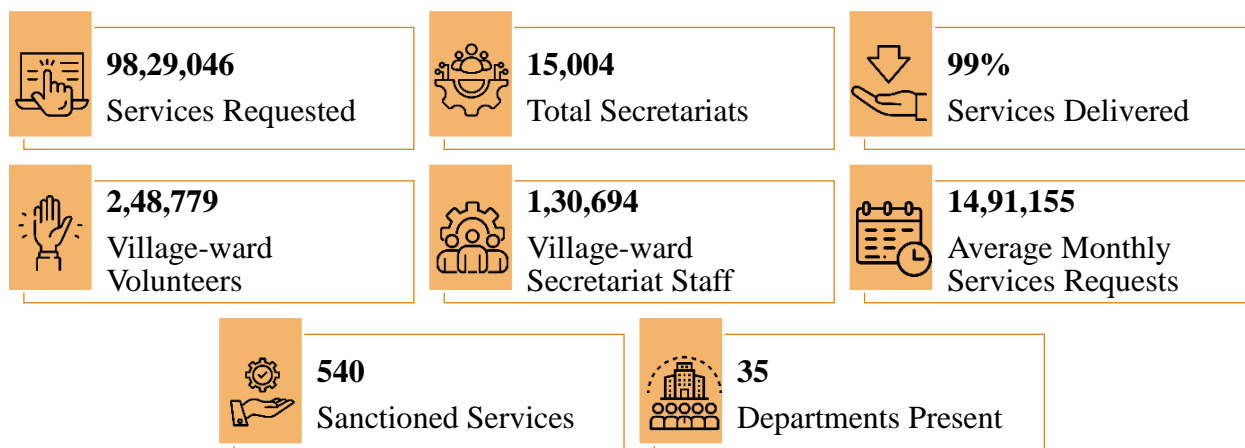 98,29,046
Services Requested
15,004
Total Secretariats
99%
Services Delivered
2,48,779
Village-ward
Volunteers
1,30,694
Village-ward
Secretariat Staff
14,91,155
Average Monthly
Services Requests
540
Sanctioned Services
35
Departments Present